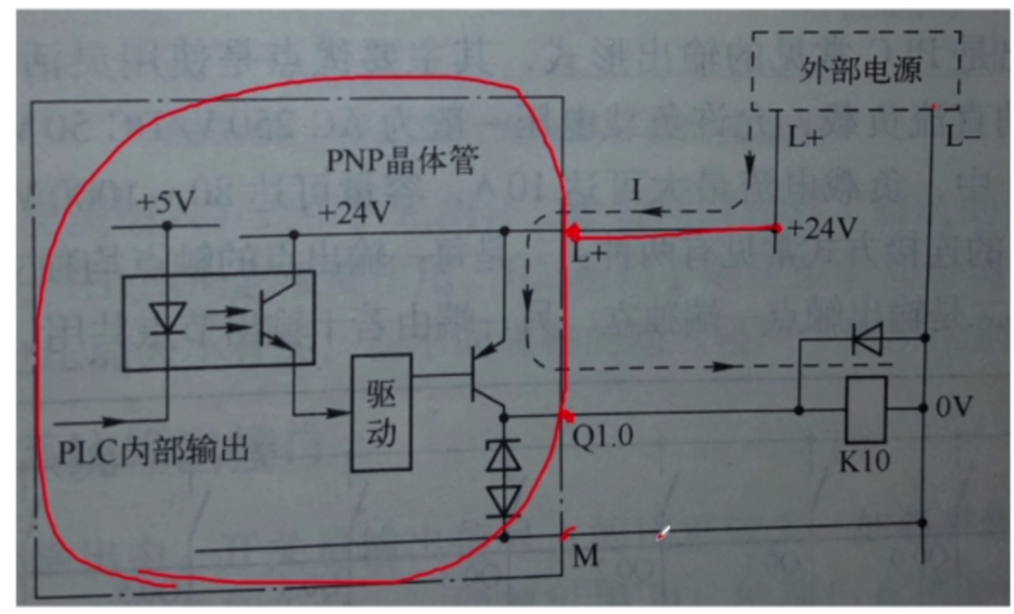 外部电源
L+
L-
PNP晶体管
I
+5V
+24V
+24V
L+
驱
动
0V
Q1.0
PLC内部输出
K10
M